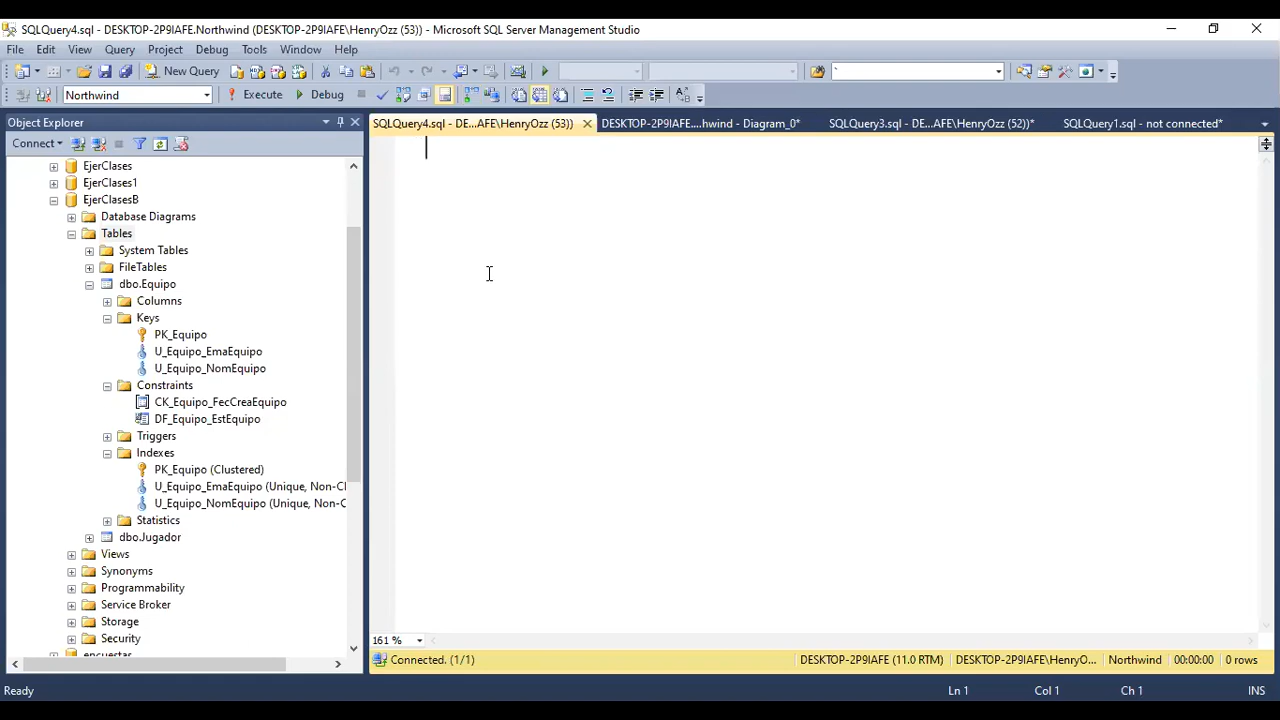 SQLQuery4.sql - DESKTOP-2P9IAFE.Northwind (DESKTOP-2P9IAFE\HenryOzz (53)) - Microsoft SQL Server Management Studio
File Edit View Query Project Debug Tools Window Help
New Query
Northwind Execute Debug
Object Explorer
SQLQuery4.sql - DE...AFE\HenryOzz (53)) DESKTOP-2P9IAFE....hwind - Diagram_0* SQLQuery3.sql - DE...AFE\HenryOzz (52))* SQLQuery1.sql - not connected*
Connect
EjerClases
EjerClases1
EjerClasesB
Database Diagrams
Tables
System Tables
FileTables
dbo.Equipo
Columns
Keys
PK_Equipo
U_Equipo_EmaEquipo
U_Equipo_NomEquipo
Constraints
CK_Equipo_FecCreaEquipo
DF_Equipo_EstEquipo
Triggers
Indexes
PK_Equipo (Clustered)
U_Equipo_EmaEquipo (Unique, Non-Cl
U_Equipo_NomEquipo (Unique, Non-C
Statistics
dbo.Jugador
Views
Synonyms
Programmability
Service Broker
Storage
Security
encuestas
161 %
Connected. (1/1) DESKTOP-2P9IAFE (11.0 RTM) DESKTOP-2P9IAFE\HenryO... Northwind 00:00:00 0 rows
Ready Ln 1 Col 1 Ch 1 INS